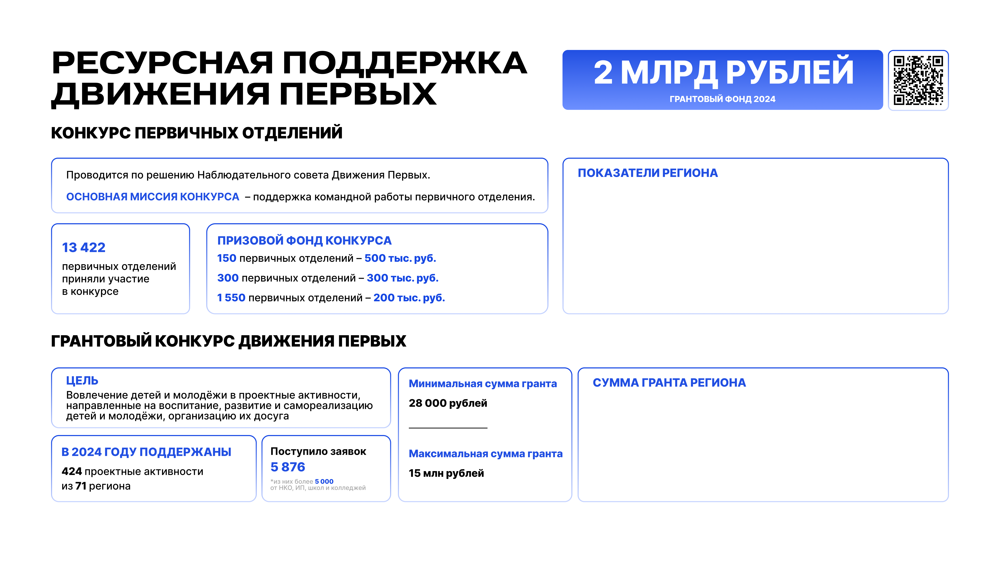 РЕСУРСНАЯ ПОДДЕРЖКА
ДВИЖЕНИЯ ПЕРВЫХ
2 МЛРД РУБЛЕЙ
ГРАНТОВЫЙ ФОНД 2024
КОНКУРС ПЕРВИЧНЫХ ОТДЕЛЕНИЙ
Проводится по решению Наблюдательного совета Движения Первых.
ОСНОВНАЯ МИССИЯ КОНКУРСА – поддержка командной работы первичного отделения.
13 422
первичных отделений
приняли участие
в конкурсе
ПРИЗОВОЙ ФОНД КОНКУРСА
150 первичных отделений – 500 тыс. руб.
300 первичных отделений – 300 тыс. руб.
1 550 первичных отделений – 200 тыс. руб.
ПОКАЗАТЕЛИ РЕГИОНА
ГРАНТОВЫЙ КОНКУРС ДВИЖЕНИЯ ПЕРВЫХ
ЦЕЛЬ
Вовлечение детей и молодёжи в проектные активности,
направленные на воспитание, развитие и самореализацию
детей и молодёжи, организацию их досуга
В 2024 ГОДУ ПОДДЕРЖАНЫ
424 проектные активности
из 71 региона
Поступило заявок
5 876
*из них более 5 000
от НКО, ИП, школ и колледжей
Минимальная сумма гранта
28 000 рублей
Максимальная сумма гранта
15 млн рублей
СУММА ГРАНТА РЕГИОНА